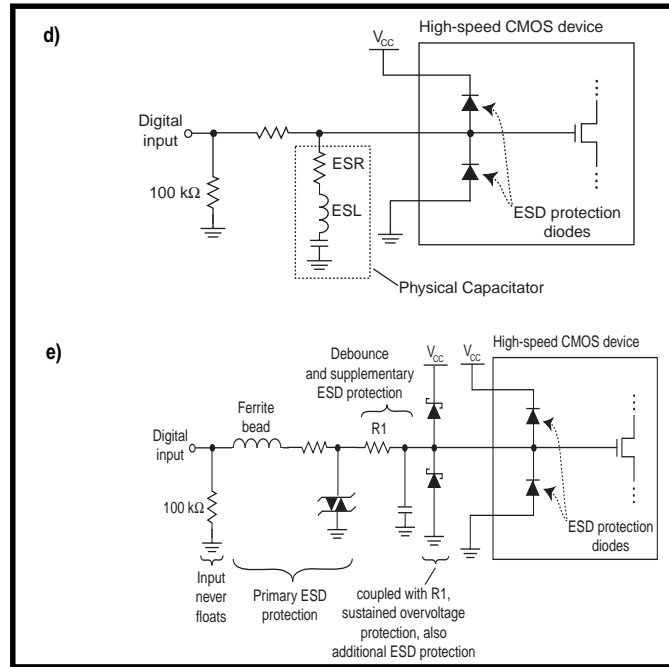 d)
High-speed CMOS device
VCC
Digital
input
100 kΩ
ESR
ESL
ESD protection
diodes
Physical Capacitator
e)
High-speed CMOS device
Debounce
and supplementary
ESD protection
VCC
VCC
Ferrite
bead
R1
Digital
input
100 kΩ
ESD protection
diodes
Input
never
floats
Primary ESD
protection
coupled with R1,
sustained overvoltage
protection, also
additional ESD protection